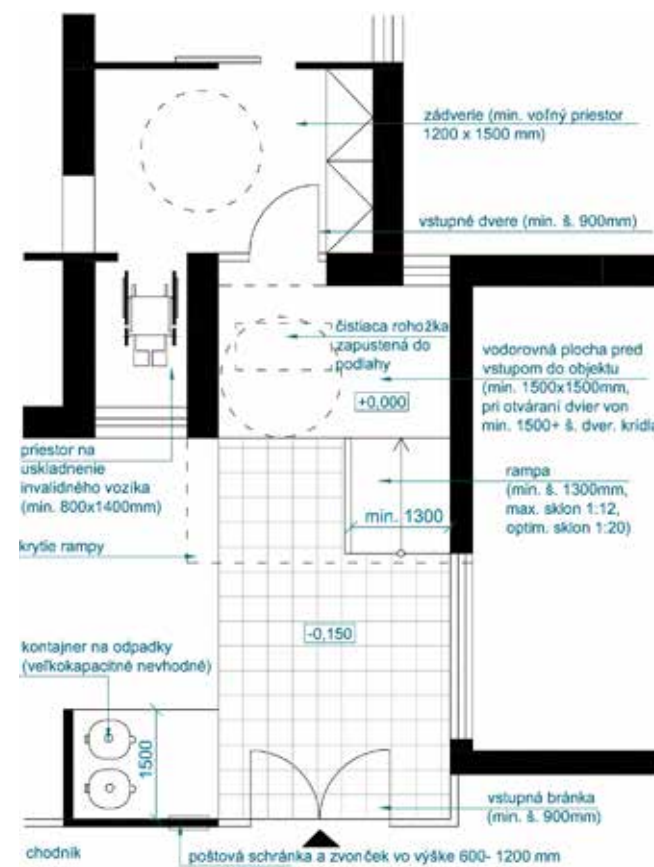 zádverie (min. voľný priestor
1200 x 1500 mm)
vstupné dvere (min. š. 900mm)
čistiaca rohožka
zapustená do
podlahy
+0,000
vodorovná plocha pred
vstupom do objektu
(min. 1500x1500mm,
pri otváraní dvier von
min. 1500+ š. dver. krídla
priestor na
uskladnenie
invalidného vozíka
(min. 800x1400mm)
rampa
(min. š. 1300mm,
max. sklon 1:12,
optim. sklon 1:20)
min. 1300
krytie rampy
-0,150
kontajner na odpadky
(veľkokapacitné nevhodné)
1500
vstupná bránka
(min. š. 900mm)
chodník
poštová schránka a zvonček vo výške 600- 1200 mm